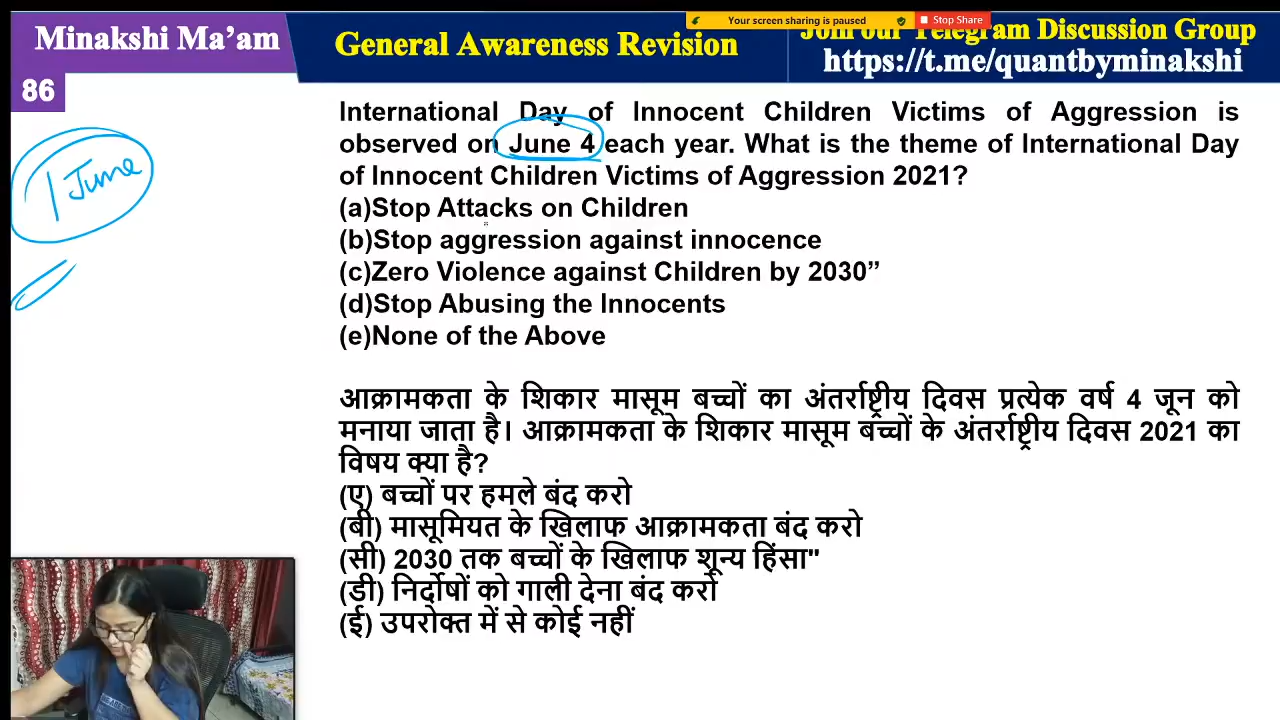 Minakshi Ma’am
General Awareness Revision
Your screen sharing is paused
Stop Share
Join our Telegram Discussion Group
https://t.me/quantbyminakshi
86
1 June
International Day of Innocent Children Victims of Aggression is
observed on June 4 each year. What is the theme of International Day
of Innocent Children Victims of Aggression 2021?
(a)Stop Attacks on Children
(b)Stop aggression against innocence
(c)Zero Violence against Children by 2030”
(d)Stop Abusing the Innocents
(e)None of the Above
आक्रामकता के शिकार मासूम बच्चों का अंतर्राष्ट्रीय दिवस प्रत्येक वर्ष 4 जून को
मनाया जाता है। आक्रामकता के शिकार मासूम बच्चों के अंतर्राष्ट्रीय दिवस 2021 का
विषय क्या है?
(ए) बच्चों पर हमले बंद करो
(बी) मासूमियत के खिलाफ आक्रामकता बंद करो
(सी) 2030 तक बच्चों के खिलाफ शून्य हिंसा"
(डी) निर्दोषों को गाली देना बंद करो
(ई) उपरोक्त में से कोई नहीं